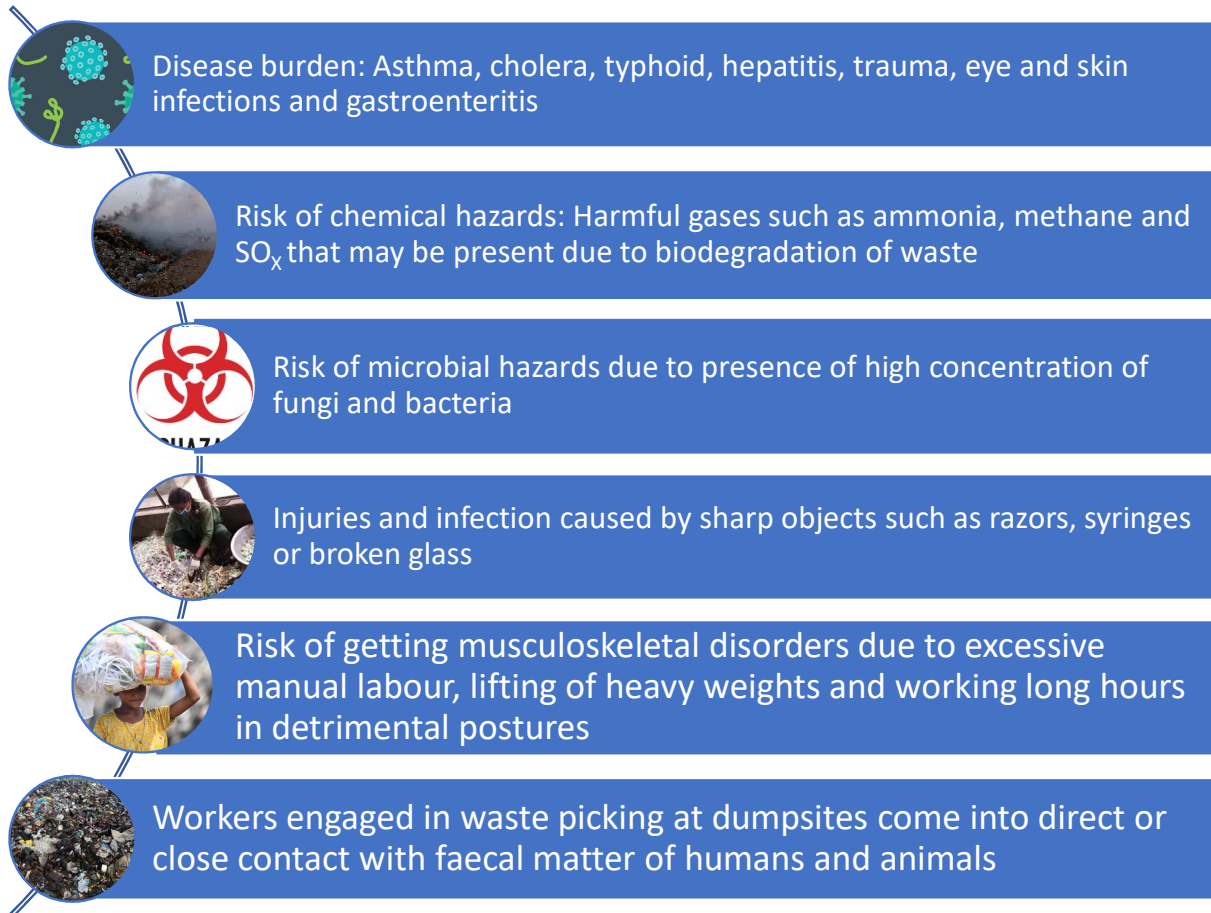 Disease burden: Asthma, cholera, typhoid, hepatitis, trauma, eye and skin
infections and gastroenteritis
Risk of chemical hazards: Harmful gases such as ammonia, methane and
SOX that may be present due to biodegradation of waste
Risk of microbial hazards due to presence of high concentration of
fungi and bacteria
Injuries and infection caused by sharp objects such as razors, syringes
or broken glass
Risk of getting musculoskeletal disorders due to excessive
manual labour, lifting of heavy weights and working long hours
in detrimental postures
Workers engaged in waste picking at dumpsites come into direct or
close contact with faecal matter of humans and animals